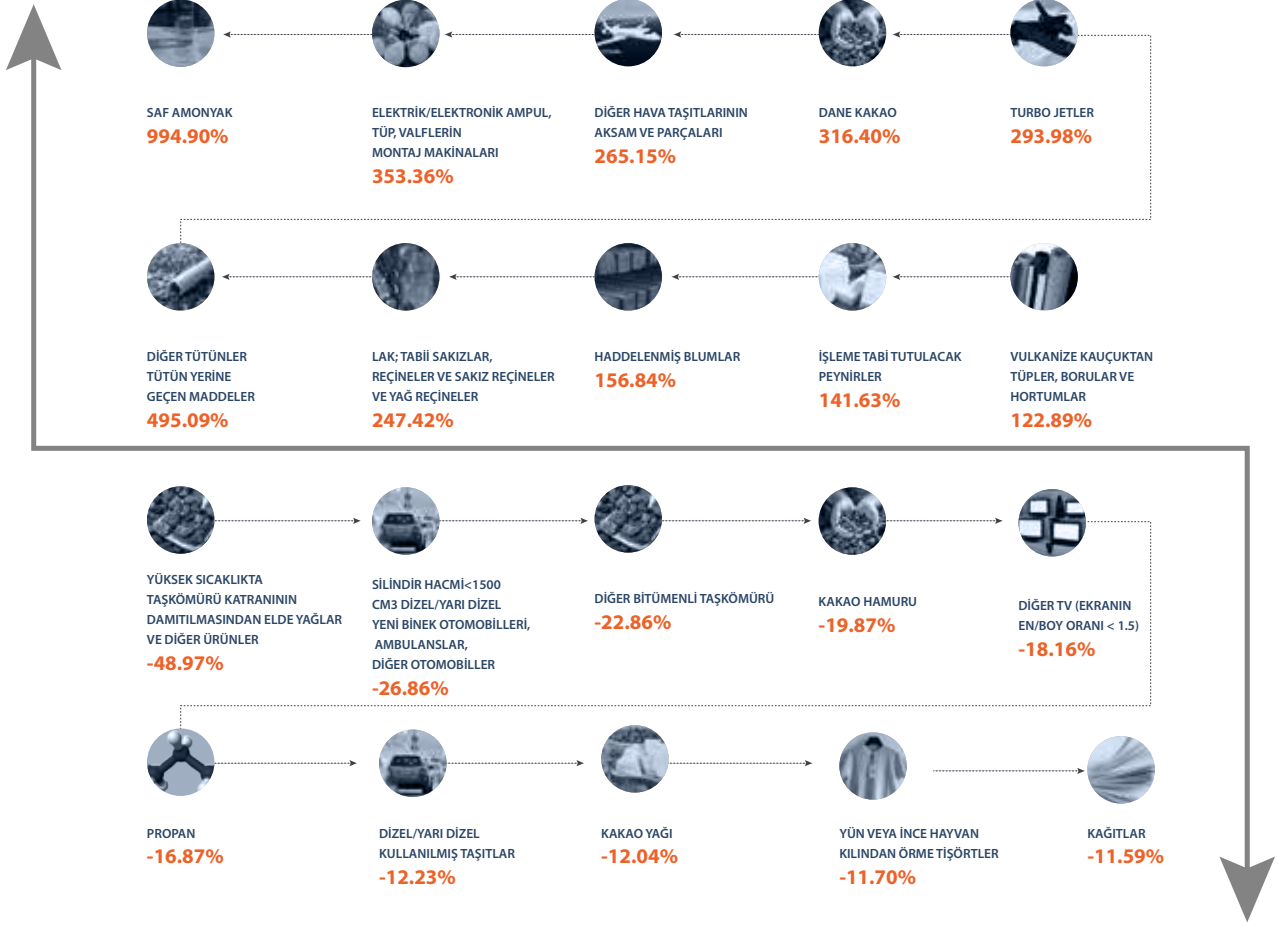 SAF AMONYAK
994.90%
ELEKTRİK/ELEKTRONİK AMPUL,
TÜP, VALFLERİN
MONTAJ MAKİNALARI
353.36%
DİĞER HAVA TAŞITLARININ
AKSAM VE PARÇALARI
265.15%
DANE KAKAO
316.40%
TURBO JETLER
293.98%
DİĞER TÜTÜNLER
TÜTÜN YERİNE
GEÇEN MADDELER
495.09%
LAK; TABİİ SAKIZLAR,
REÇİNELER VE SAKIZ REÇİNELER
VE YAĞ REÇİNELER
247.42%
HADDELENMİŞ BLUMLAR
156.84%
İŞLEME TABİ TUTULACAK
PEYNİRLER
141.63%
VULKANİZE KAUÇUKTAN
TÜPLER, BORULAR VE
HORTUMLAR
122.89%
YÜKSEK SICAKLIKTA
TAŞKÖMÜRÜ KATRANININ
DAMITILMASINDAN ELDE YAĞLAR
VE DİĞER ÜRÜNLER
-48.97%
SİLİNDİR HACMİ<1500
CM3 DİZEL/YARI DİZEL
YENİ BİNEK OTOMOBİLLERİ,
AMBULANSLAR,
DİĞER OTOMOBİLLER
-26.86%
DİĞER BİTÜMENLİ TAŞKÖMÜRÜ
-22.86%
KAKAO HAMURU
-19.87%
DİĞER TV (EKRANIN
EN/BOY ORANI < 1.5)
-18.16%
PROPAN
-16.87%
DİZEL/YARI DİZEL
KULLANILMIŞ TAŞITLAR
-12.23%
KAKAO YAĞI
-12.04%
YÜN VEYA İNCE HAYVAN
KILINDAN ÖRME TİŞÖRTLER
-11.70%
KAĞITLAR
-11.59%